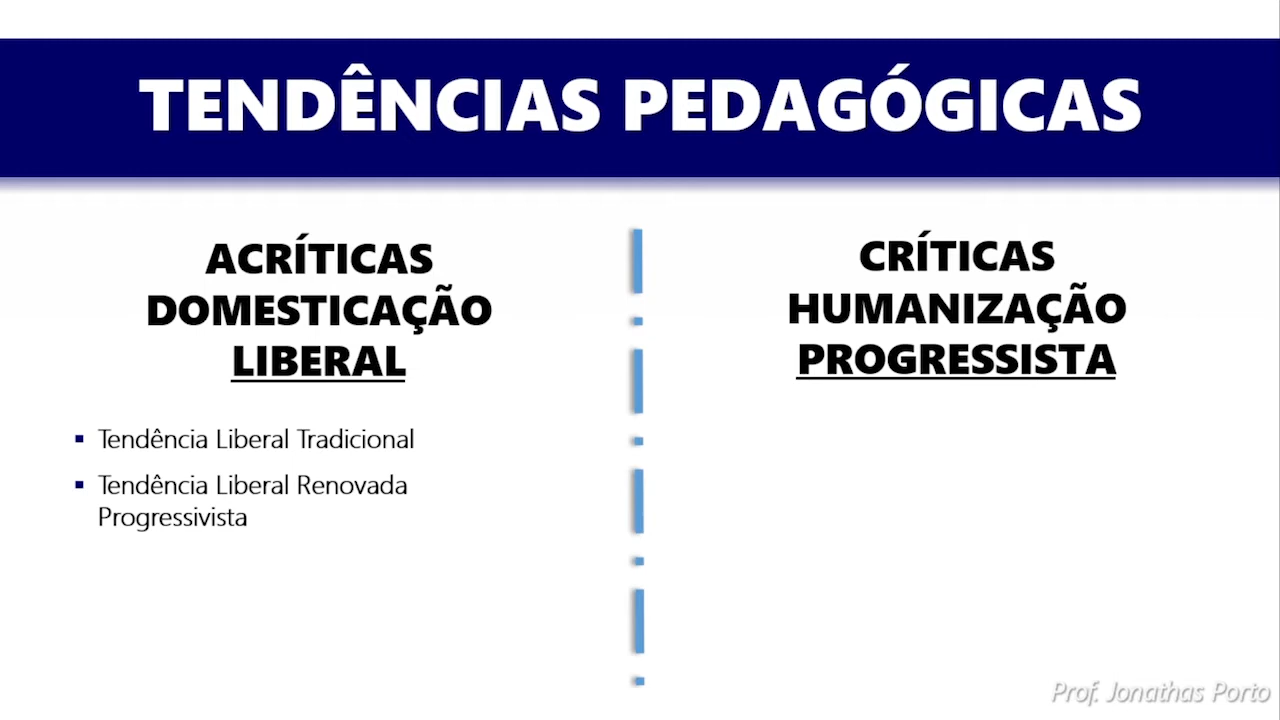 TENDÊNCIAS PEDAGÓGICAS
ACRÍTICAS
DOMESTICAÇÃO
LIBERAL
▪ Tendência Liberal Tradicional
▪ Tendência Liberal Renovada
Progressivista
CRÍTICAS
HUMANIZAÇÃO
PROGRESSISTA
Prof. Jonathas Porto